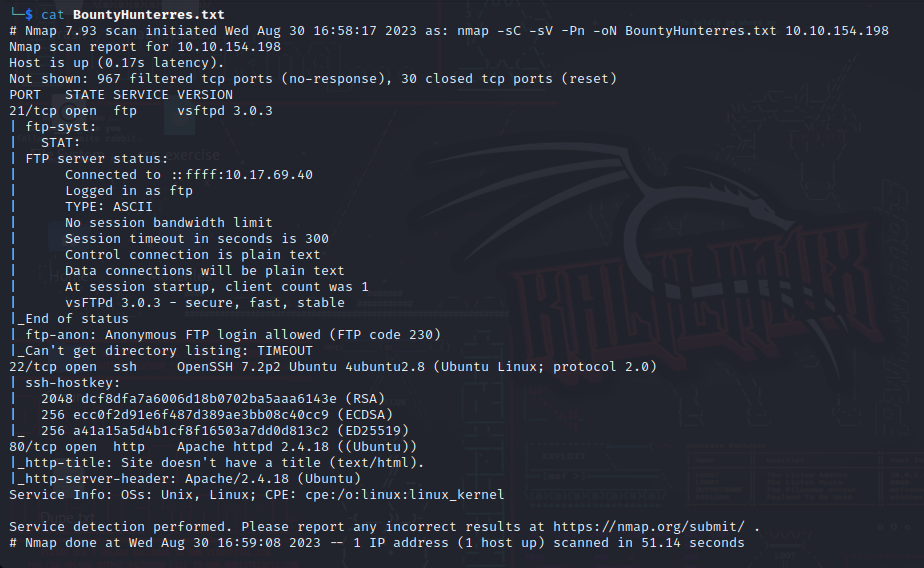 └─$ cat BountyHunterres.txt
# Nmap 7.93 scan initiated Wed Aug 30 16:58:17 2023 as: nmap -sC -sV -Pn -oN BountyHunterres.txt 10.10.154.198
Nmap scan report for 10.10.154.198
Host is up (0.17s latency).
Not shown: 967 filtered tcp ports (no-response), 30 closed tcp ports (reset)
PORT   STATE SERVICE VERSION
21/tcp open  ftp     vsftpd 3.0.3
| ftp-syst:
|   STAT:
| FTP server status:
|      Connected to ::ffff:10.17.69.40
|      Logged in as ftp
|      TYPE: ASCII
|      No session bandwidth limit
|      Session timeout in seconds is 300
|      Control connection is plain text
|      Data connections will be plain text
|      At session startup, client count was 1
|      vsFTPd 3.0.3 - secure, fast, stable
|_End of status
| ftp-anon: Anonymous FTP login allowed (FTP code 230)
|_Can't get directory listing: TIMEOUT
22/tcp open  ssh     OpenSSH 7.2p2 Ubuntu 4ubuntu2.8 (Ubuntu Linux; protocol 2.0)
| ssh-hostkey:
|   2048 dcf8dfa7a6006d18b0702ba5aaa6143e (RSA)
|   256 ecc0f2d91e6f487d389ae3bb08c40cc9 (ECDSA)
|_  256 a41a15a5d4b1cf8f16503a7dd0d813c2 (ED25519)
80/tcp open  http    Apache httpd 2.4.18 ((Ubuntu))
|_http-title: Site doesn't have a title (text/html).
|_http-server-header: Apache/2.4.18 (Ubuntu)
Service Info: OSs: Unix, Linux; CPE: cpe:/o:linux:linux_kernel

Service detection performed. Please report any incorrect results at https://nmap.org/submit/ .
# Nmap done at Wed Aug 30 16:59:08 2023 -- 1 IP address (1 host up) scanned in 51.14 seconds
KALI LINUX